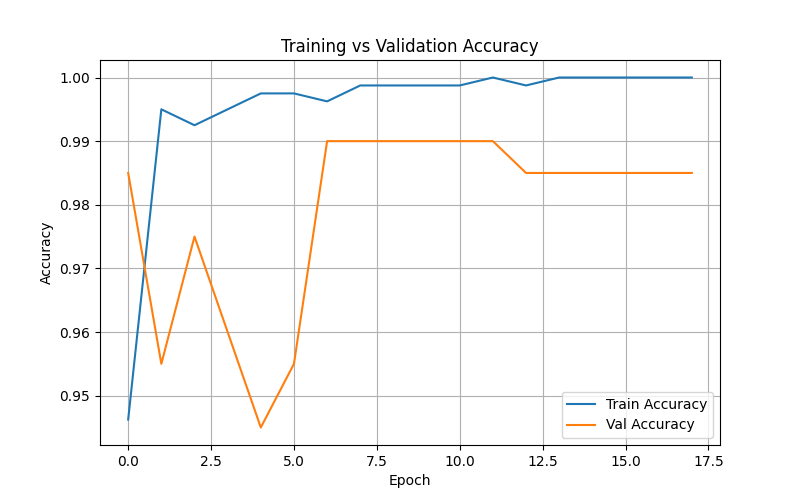 Training vs Validation Accuracy
1.00
0.99
0.98
0.97
0.96
0.95
Accuracy
0.0 2.5 5.0 7.5 10.0 12.5 15.0 17.5
Epoch
Train Accuracy
Val Accuracy